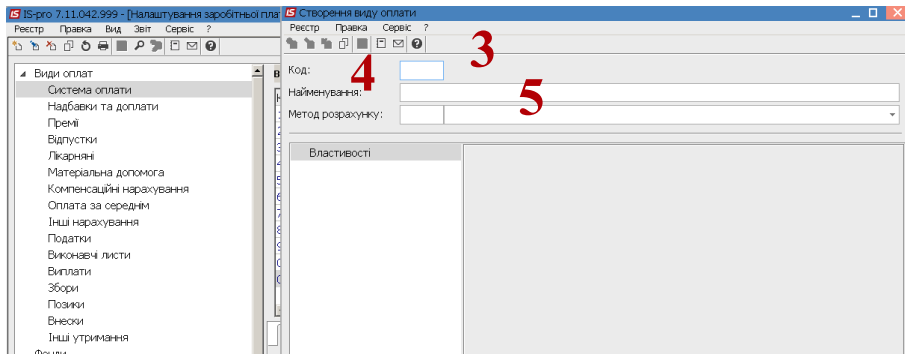 IS-pro 7.11.042.999 - [Налаштування заробітньої пла
Реєстр Правка Вид Звіт Сервіс ?
Види оплат
Система оплати
Надбавки та доплати
Премії
Відпустки
Лікарняні
Матеріальна допомога
Компенсаційні нарахування
Оплата за середнім
Інші нарахування
Податки
Виконавчі листи
Виплати
Збори
Позики
Внески
Інші утримання
Створення виду оплати
Реєстр Правка Сервіс ?
3
4
Код:
Найменування:
5
Метод розрахунку:
Властивості